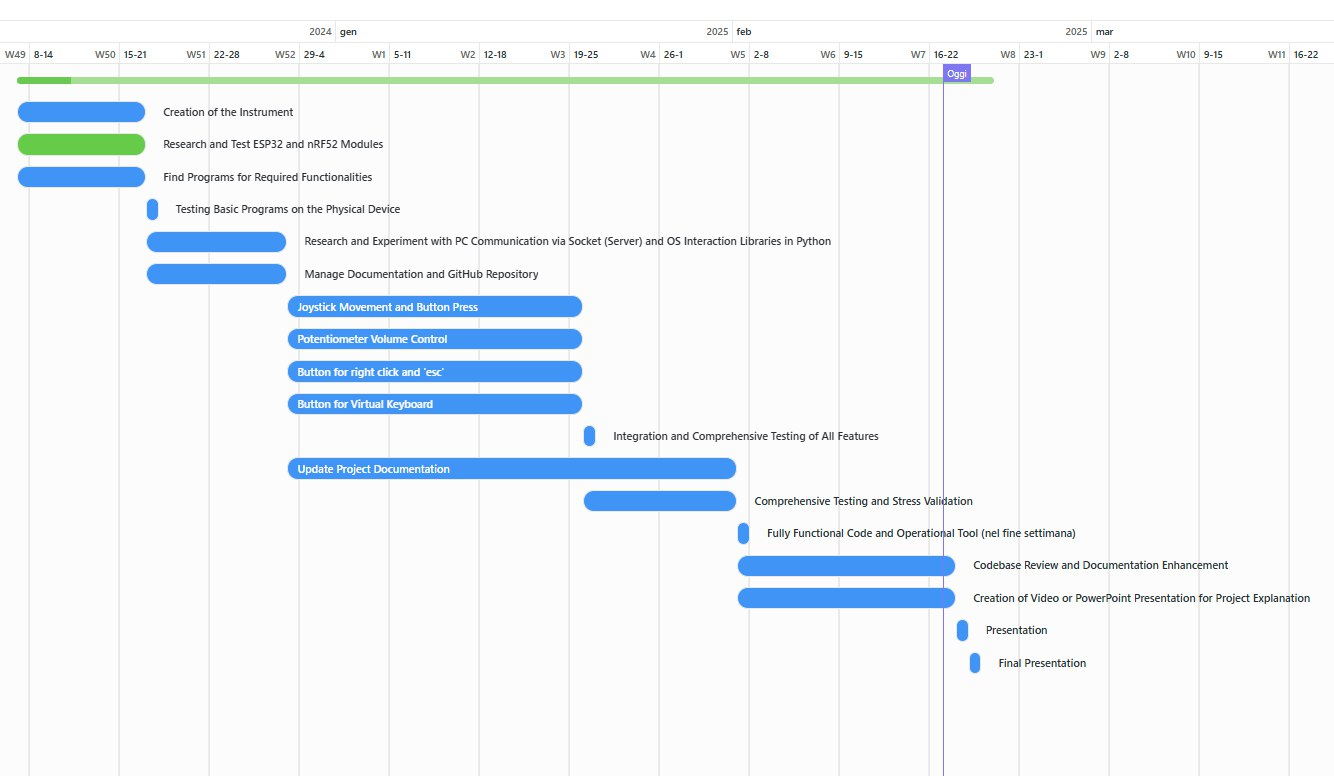 2024 gen 2025 feb 2025 mar
W49 8-14 W50 15-21 W51 22-28 W52 29-4 W1 5-11 W2 12-18 W3 19-25 W4 26-1 W5 2-8 W6 9-15 W7 16-22 W8 23-1 W9 2-8 W10 9-15 W11 16-22
Oggi
Creation of the Instrument
Research and Test ESP32 and nRF52 Modules
Find Programs for Required Functionalities
Testing Basic Programs on the Physical Device
Research and Experiment with PC Communication via Socket (Server) and OS Interaction Libraries in Python
Manage Documentation and GitHub Repository
Joystick Movement and Button Press
Potentiometer Volume Control
Button for right click and 'esc'
Button for Virtual Keyboard
Integration and Comprehensive Testing of All Features
Update Project Documentation
Comprehensive Testing and Stress Validation
Fully Functional Code and Operational Tool (nel fine settimana)
Codebase Review and Documentation Enhancement
Creation of Video or PowerPoint Presentation for Project Explanation
Presentation
Final Presentation